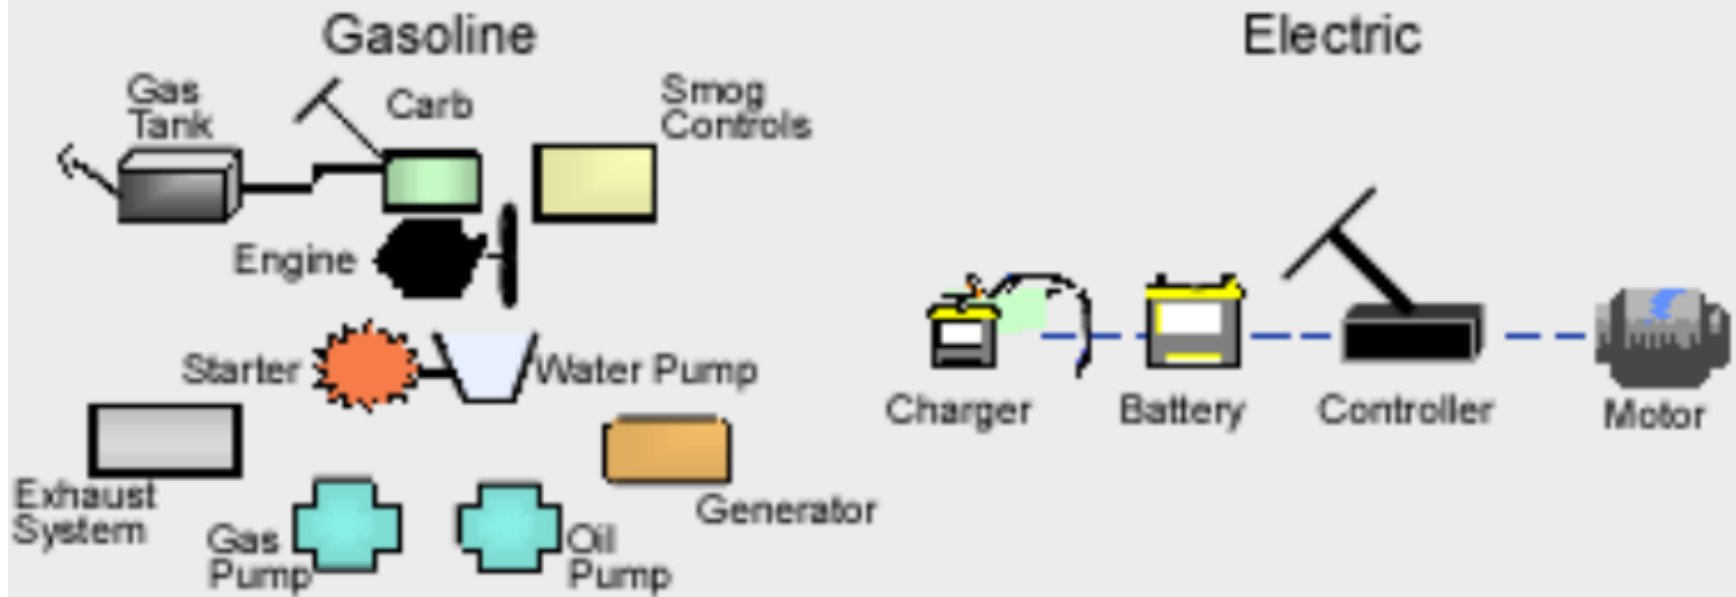 Gasoline
Electric
Gas
Tank
Carb
Smog
Controls
Engine
Starter
Water Pump
Charger
Battery
Controller
Motor
Exhaust
System
Generator
Gas
Pump
Oil
Pump